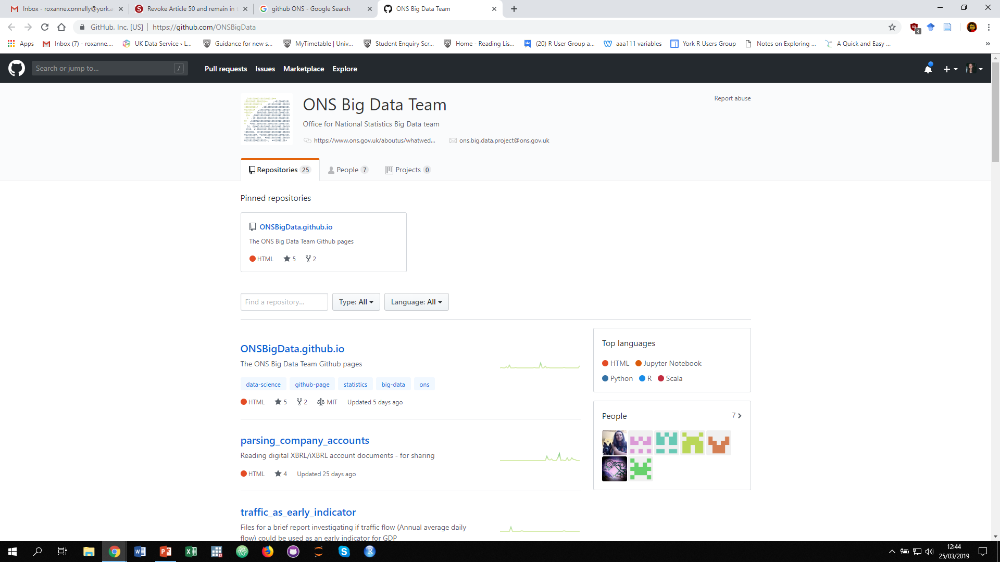 Inbox - roxanne.connelly@york.a
Revoke Article 50 and remain in t
github ONS - Google Search
ONS Big Data Team
GitHub, Inc. [US] | https://github.com/ONSBigData
3
Apps
Inbox (7) - roxanne....
UK Data Service › L...
Guidance for new s...
MyTimetable | Univ...
Student Enquiry Scr...
Home - Reading Lis...
(20) R User Group a...
aaa111 variables
York R Users Group
Notes on Exploring ...
A Quick and Easy ...
»
Search or jump to...
/
Pull requests
Issues
Marketplace
Explore
ONS Big Data Team
Report abuse
Office for National Statistics Big Data team
https://www.ons.gov.uk/aboutus/whatwed...
ons.big.data.project@ons.gov.uk
Repositories 25
People 7
Projects 0
Pinned repositories
ONSBigData.github.io
The ONS Big Data Team Github pages
HTML 5 2
Find a repository...
Type: All
Language: All
ONSBigData.github.io
The ONS Big Data Team Github pages
data-science github-page statistics big-data ons
HTML 5 2 MIT Updated 5 days ago
parsing_company_accounts
Reading digital XBRL/iXBRL account documents - for sharing
HTML 4 Updated 25 days ago
traffic_as_early_indicator
Files for a brief report investigating if traffic flow (Annual average daily
flow) could be used as an early indicator for GDP
Top languages
HTML Jupyter Notebook
Python R Scala
People 7
12:44
25/03/2019